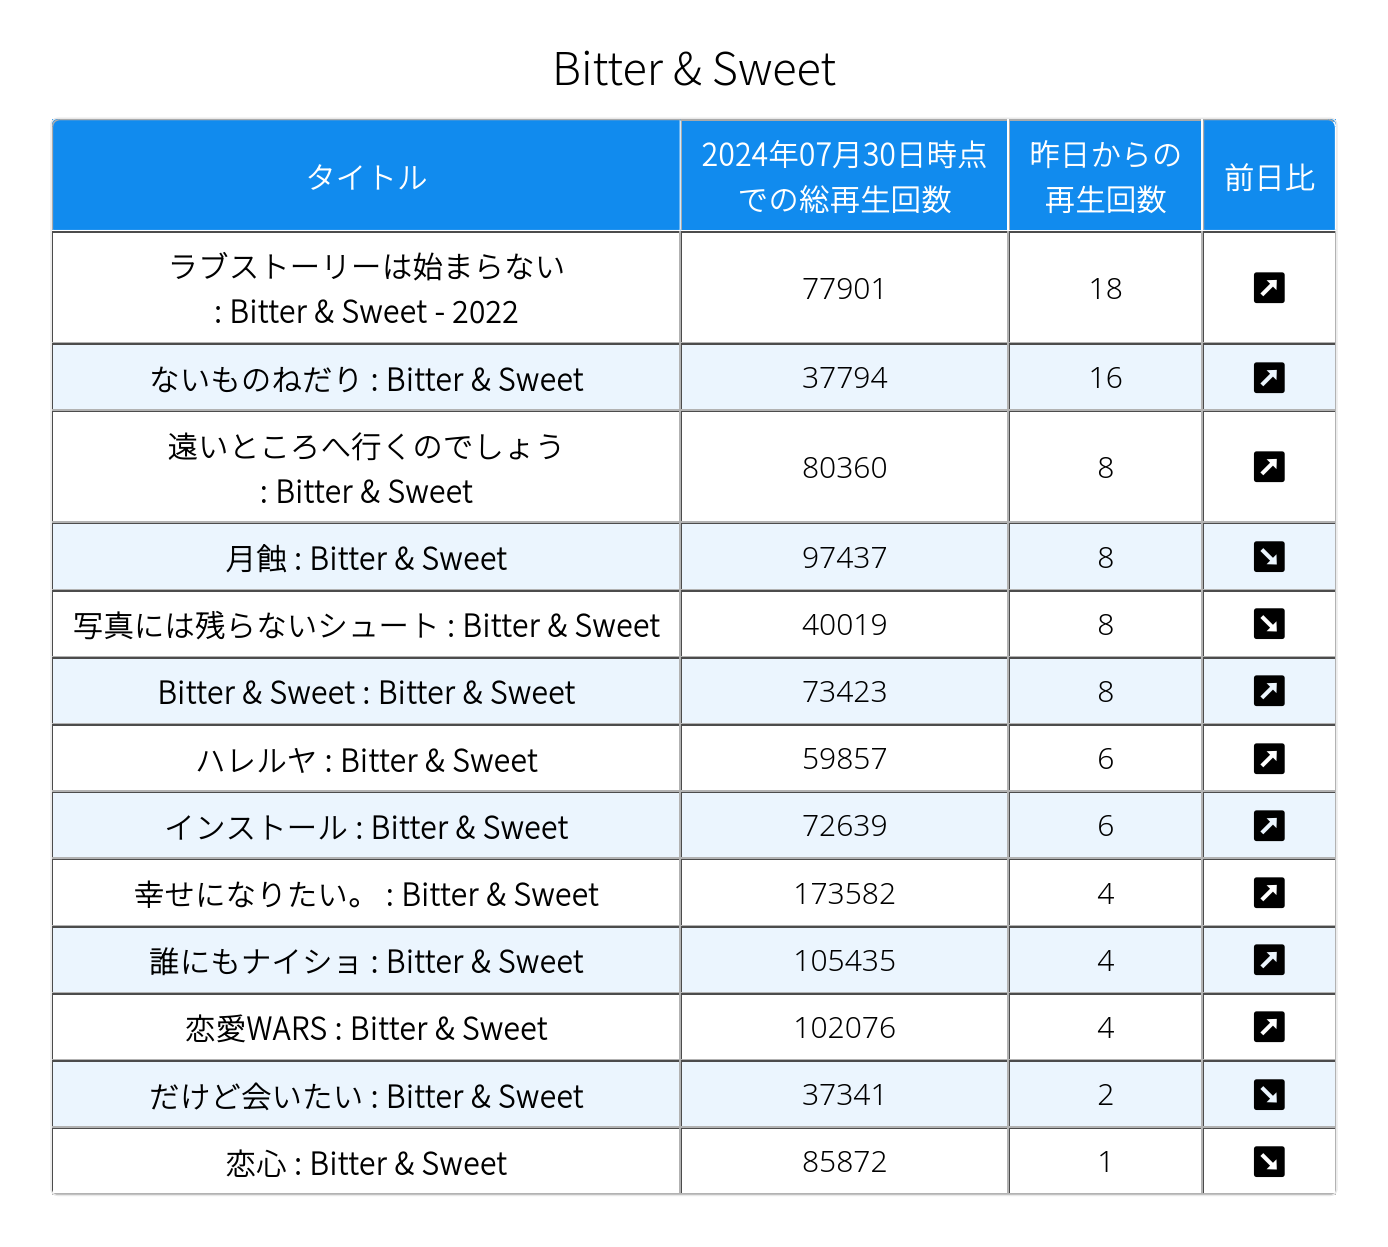 Bitter & Sweet
タイトル
2024年07月30日時点
での総再生回数
昨日からの
再生回数
前日比
ラブストーリーは始まらない
: Bitter & Sweet - 2022
77901
18
ないものねだり : Bitter & Sweet
37794
16
遠いところへ行くのでしょう
: Bitter & Sweet
80360
8
月蝕 : Bitter & Sweet
97437
8
写真には残らないシュート : Bitter & Sweet
40019
8
Bitter & Sweet : Bitter & Sweet
73423
8
ハレルヤ : Bitter & Sweet
59857
6
インストール : Bitter & Sweet
72639
6
幸せになりたい。 : Bitter & Sweet
173582
4
誰にもナイショ : Bitter & Sweet
105435
4
恋愛WARS : Bitter & Sweet
102076
4
だけど会いたい : Bitter & Sweet
37341
2
恋心 : Bitter & Sweet
85872
1